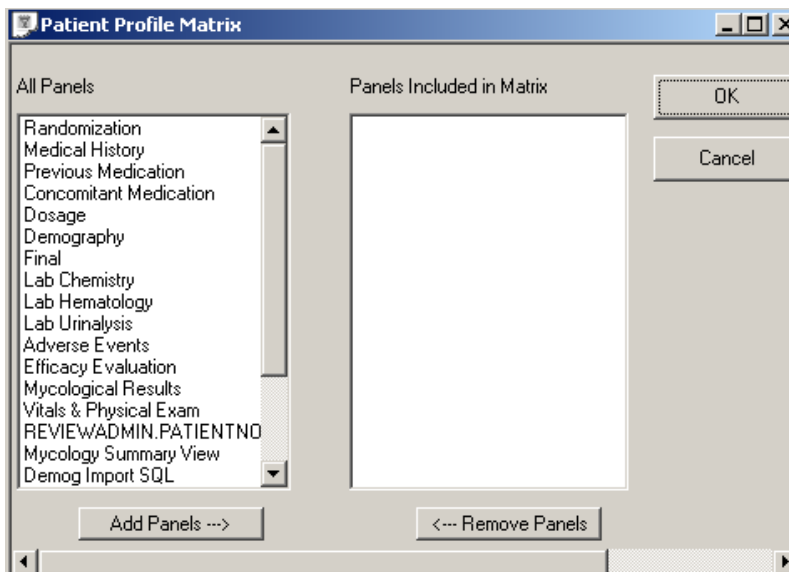 Patient Profile Matrix
All Panels
Panels Included in Matrix
OK
Cancel
Randomization
Medical History
Previous Medication
Concomitant Medication
Dosage
Demography
Final
Lab Chemistry
Lab Hematology
Lab Urinalysis
Adverse Events
Efficacy Evaluation
Mycological Results
Vitals & Physical Exam
REVIEWADMIN.PATIENTNO
Mycology Summary View
Demog Import SQL
Add Panels --->
<--- Remove Panels